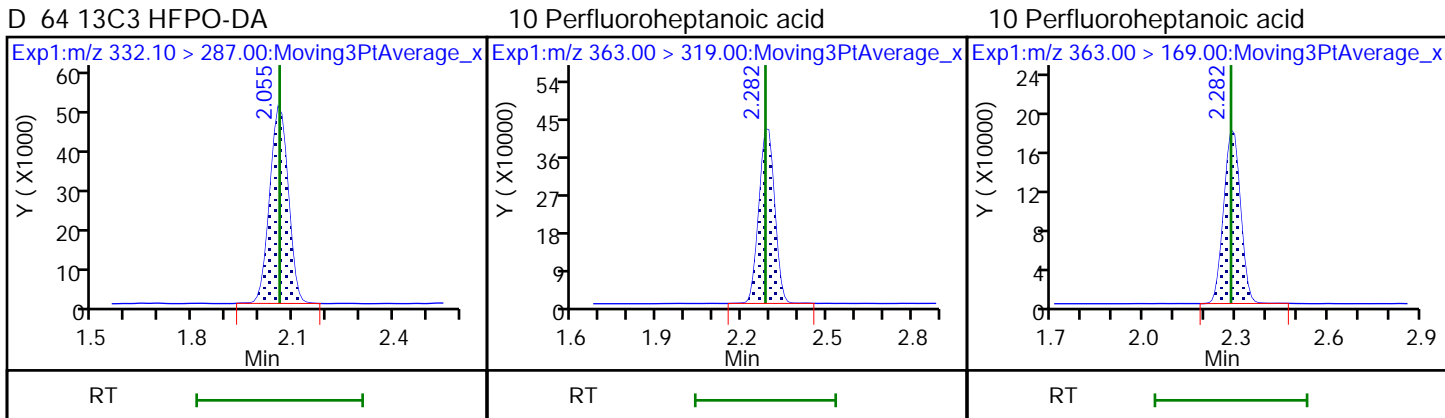 D 64 13C3 HFPO-DA
Exp1:m/z 332.10 > 287.00:Moving3PtAverage_x
Y ( X1000)
60
50
40
30
20
10
0
2.055
1.5 1.8 2.1 2.4
Min
RT
10 Perfluoroheptanoic acid
Exp1:m/z 363.00 > 319.00:Moving3PtAverage_x
Y ( X10000)
54
45
36
27
18
9
0
2.282
1.6 1.9 2.2 2.5 2.8
Min
RT
10 Perfluoroheptanoic acid
Exp1:m/z 363.00 > 169.00:Moving3PtAverage_x
Y ( X10000)
24
20
16
12
8
4
0
2.282
1.7 2.0 2.3 2.6 2.9
Min
RT